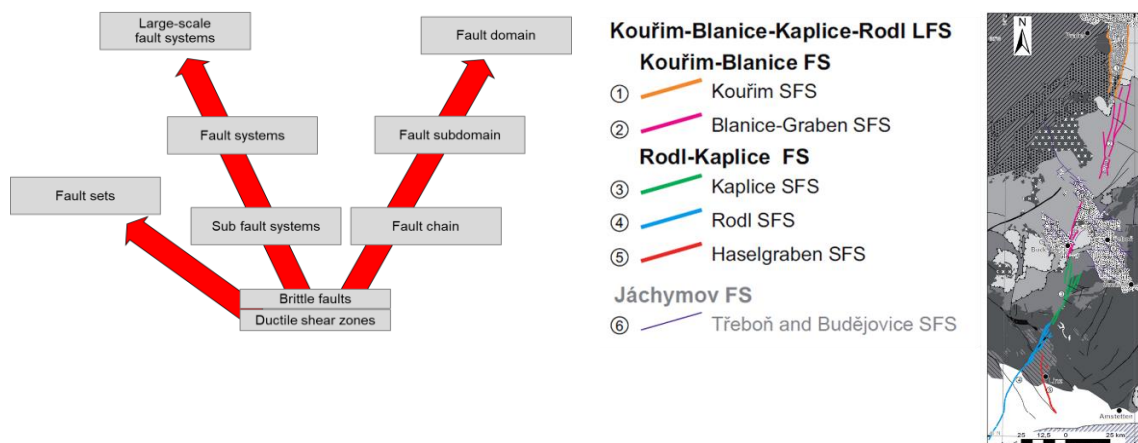 Large-scale
fault systems
Fault domain
Fault systems
Fault subdomain
Fault sets
Sub fault systems
Fault chain
Brittle faults
Ductile shear zones
Kouřim-Blanice-Kaplice-Rodl LFS
Kouřim-Blanice FS
① Kouřim SFS
② Blanice-Graben SFS
Rodl-Kaplice FS
③ Kaplice SFS
④ Rodl SFS
⑤ Haselgraben SFS
Jáchymov FS
⑥ Třeboň and Budějovice SFS
N
Amstetten
25 12,5 0 25 km